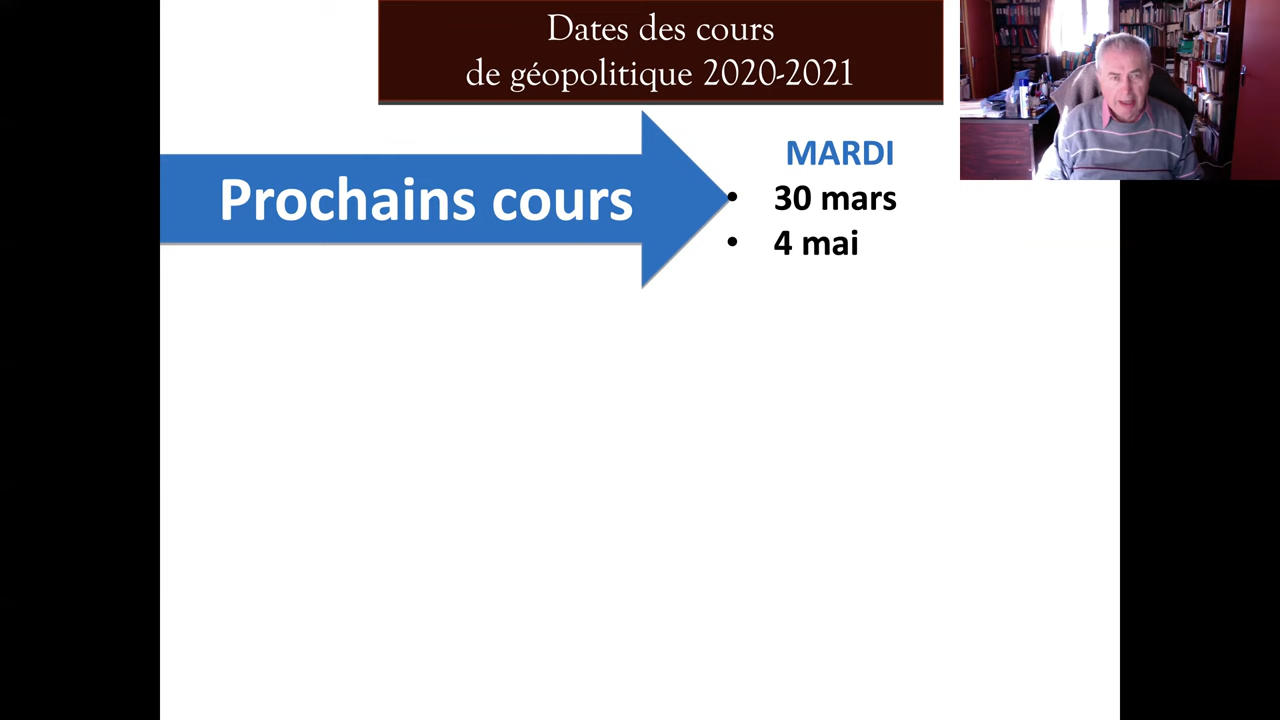 Dates des cours
de géopolitique 2020-2021
Prochains cours
MARDI
• 30 mars
• 4 mai